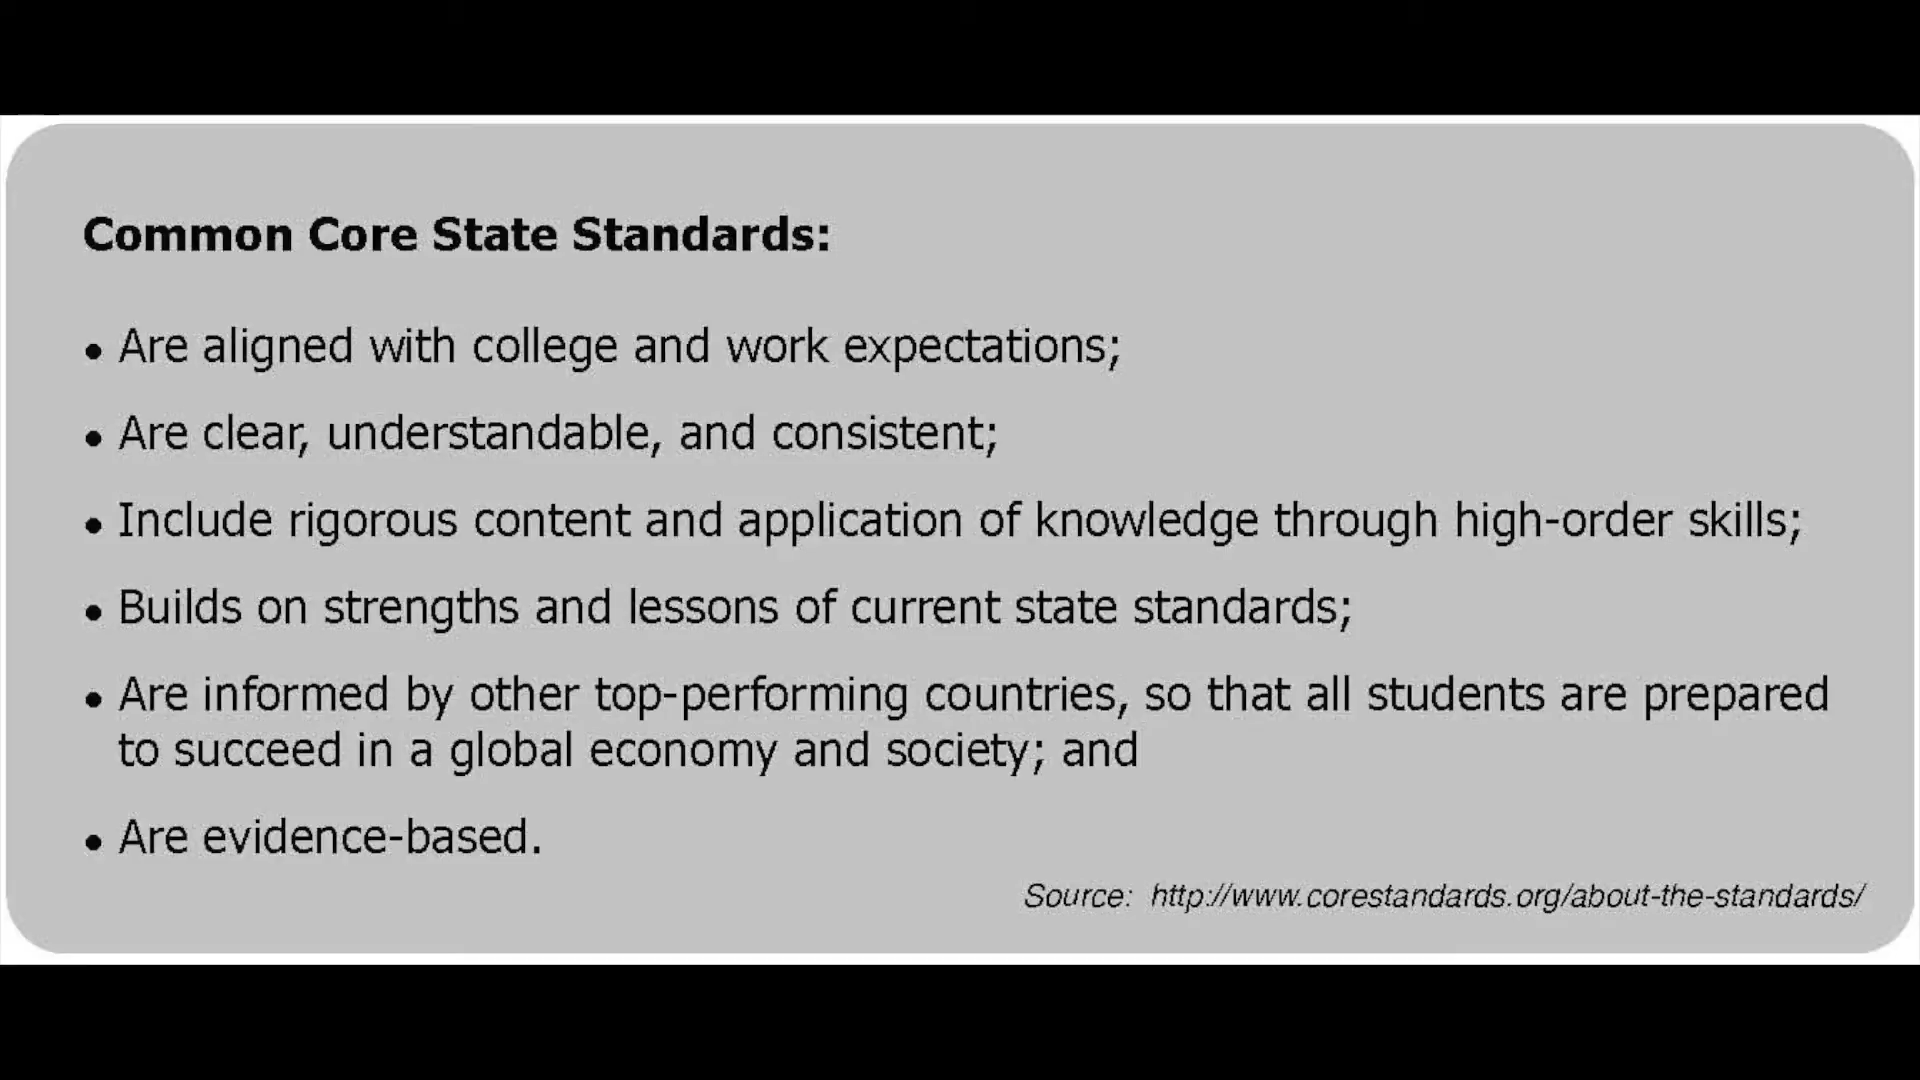 Common Core State Standards:
• Are aligned with college and work expectations;
• Are clear, understandable, and consistent;
• Include rigorous content and application of knowledge through high-order skills;
• Builds on strengths and lessons of current state standards;
• Are informed by other top-performing countries, so that all students are prepared
to succeed in a global economy and society; and
• Are evidence-based.
Source: http://www.corestandards.org/about-the-standards/